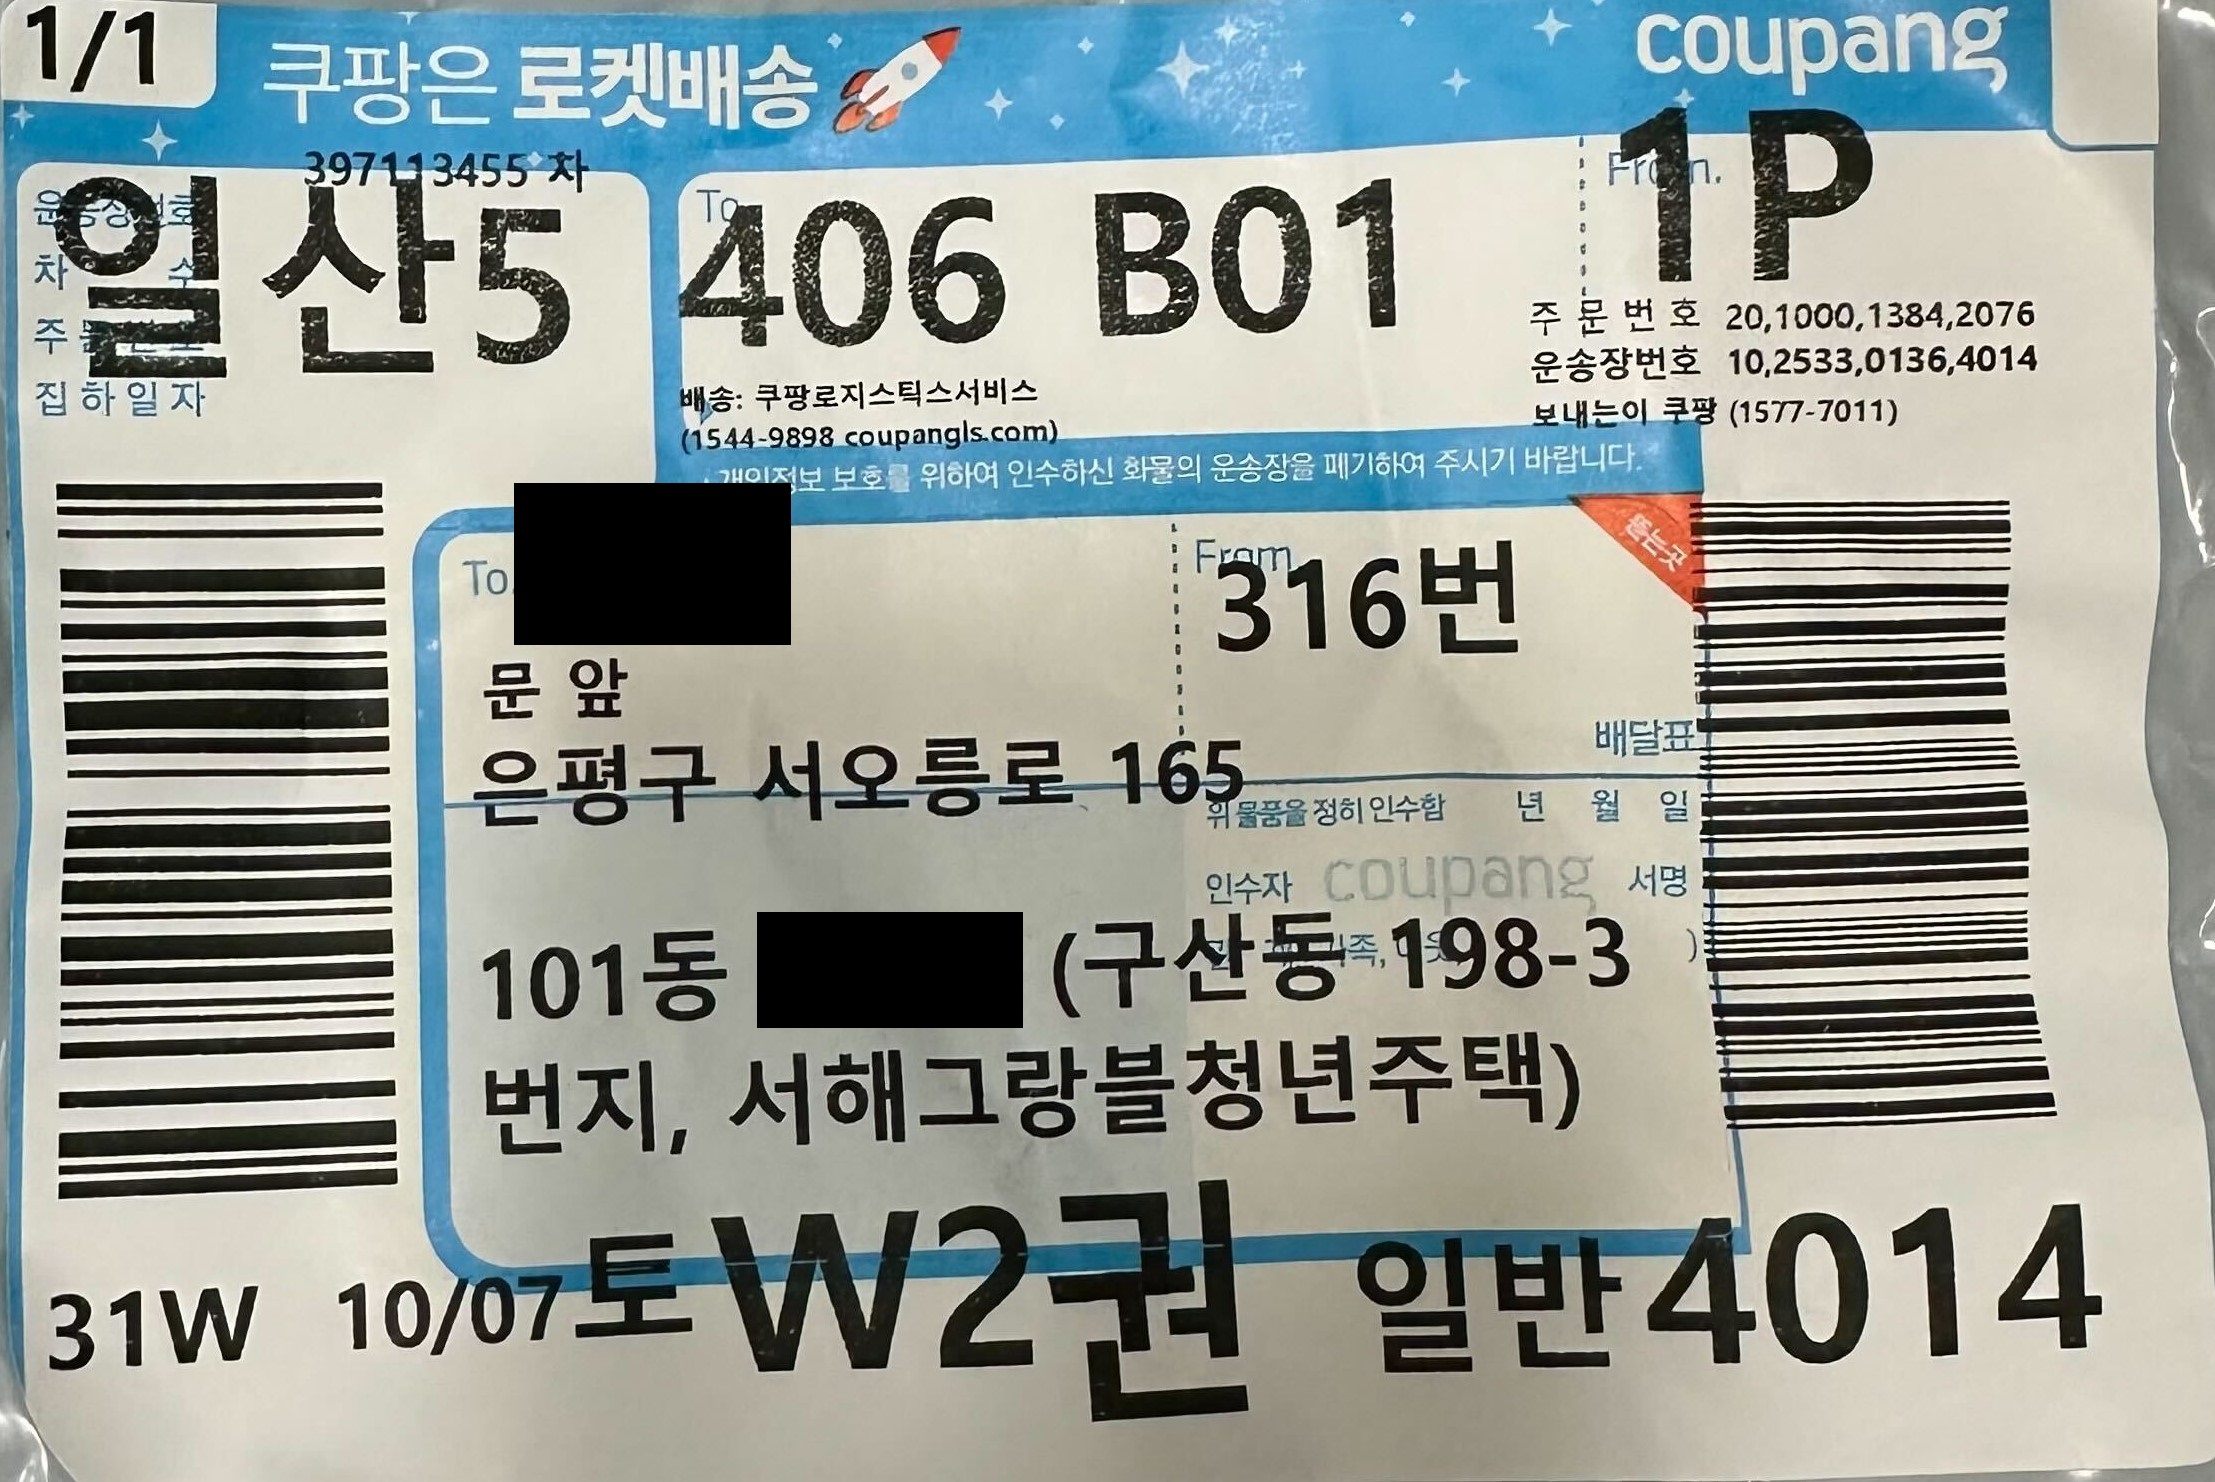 1/1
쿠팡은 로켓배송
coupang
397113455 차
일산5
406 B01
1P
To
From.
운송장번호
차 수
주문번호
집하일자
주문번호 20,1000,1384,2076
운송장번호 10,2533,0136,4014
보내는이 쿠팡 (1577-7011)
배송: 쿠팡로지스틱스서비스
(1544-9898 coupangls.com)
개인정보 보호를 위하여 인수하신 화물의 운송장을 폐기하여 주시기 바랍니다.
뜯는곳
To.
From
316번
문 앞
배달표
은평구 서오릉로 165
위 물품을 정히 인수함 년 월 일
인수자 coupang 서명
101동 (구산동 198-3
가족,
)
번지, 서해그랑블청년주택)
31W 10/07 토 W2권 일반 4014